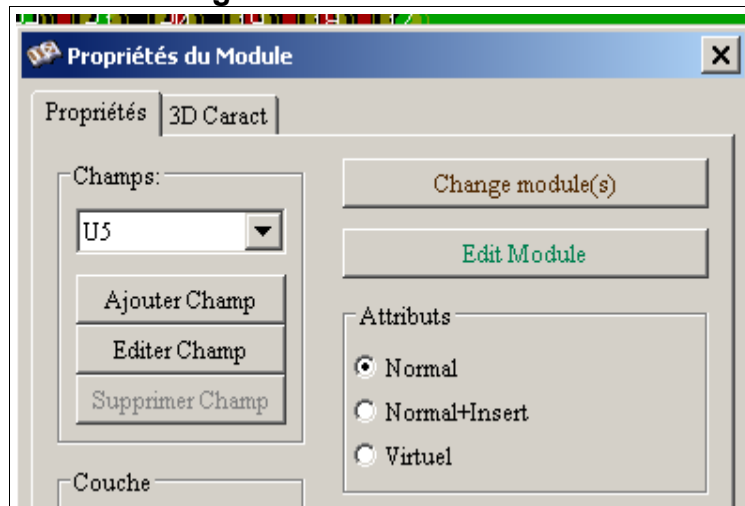 Propriétés du Module
Propriétés
3D Caract
Champs:
U5
Ajouter Champ
Editer Champ
Supprimer Champ
Couche
Change module(s)
Edit Module
Attributs
Normal
Normal+Insert
Virtuel